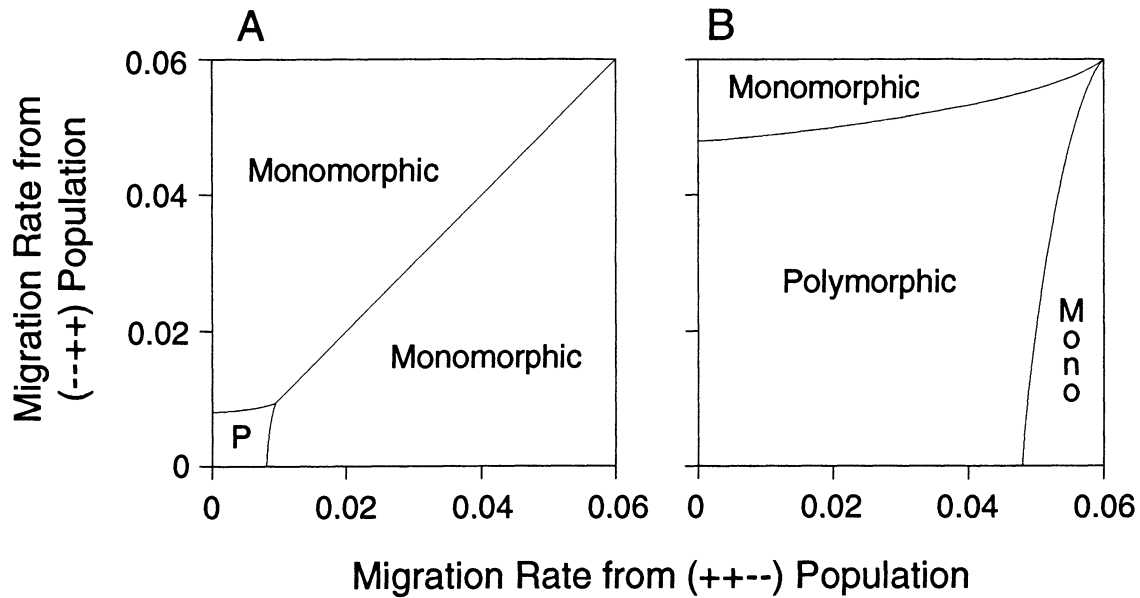 A
B
Migration Rate from
(--++) Population
0.06
0.04
0.02
0
Monomorphic
Monomorphic
P
Monomorphic
Polymorphic
Mono
0
0.02
0.04
0.06
0
0.02
0.04
0.06
Migration Rate from (++--) Population